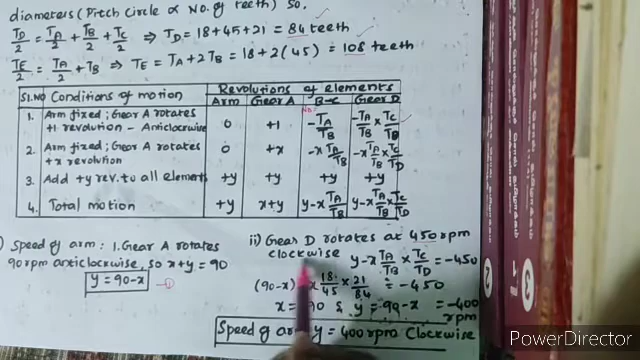 diameters (Pitch Circle ∝ No. of teeth) So,
TD/2 = TA/2 + TB/2 + TC/2 ⇒ TD = 18+45+21 = 84 teeth
TE/2 = TA/2 + TB ⇒ TE = TA + 2TB = 18 + 2(45) = 108 teeth
Sl.No Conditions of motion Revolutions of elements
Arm Gear A B-C Gear D
1. Arm fixed; Gear A rotates +1 revolution - Anticlockwise 0 +1 -TA/TB -TA/TB × TC/TD
2. Arm fixed; Gear A rotates +x revolution 0 +x -x TA/TB -x TA/TB × TC/TD
3. Add +y rev. to all elements +y +y +y +y
4. Total motion +y x+y y-x TA/TB y-x TA/TB × TC/TD
) Speed of arm: 1. Gear A rotates
90rpm anticlockwise, so x+y = 90
y = 90-x —①
ii) Gear D rotates at 450 rpm
clockwise y-x TA/TB × TC/TD = -450
(90-x) 18/45 × 21/84 = -450
& y = 90-x = -400 rpm
Speed of y = 400 rpm Clockwise
PowerDirector